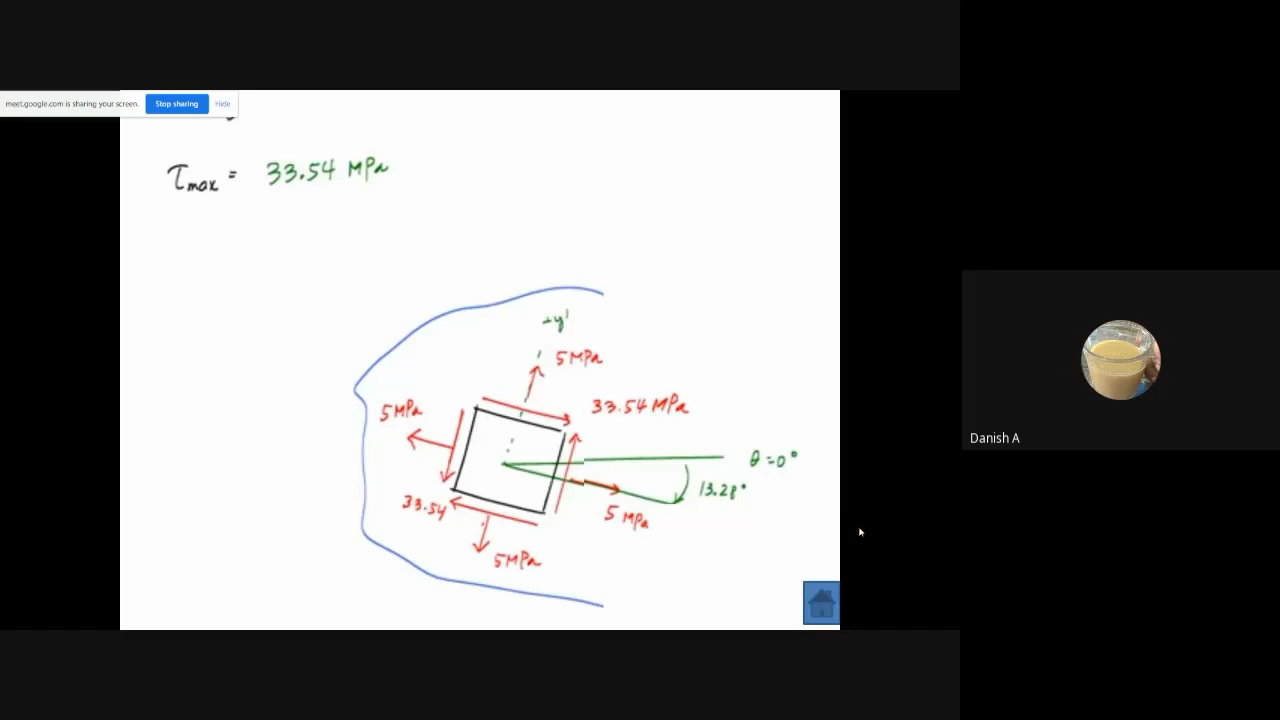 meet.google.com is sharing your screen. Stop sharing Hide
τmax = 33.54 MPa
+y'
5 MPa
5 MPa
33.54 MPa
θ = 0°
13.28°
33.54
5 MPa
5 MPa
Danish A